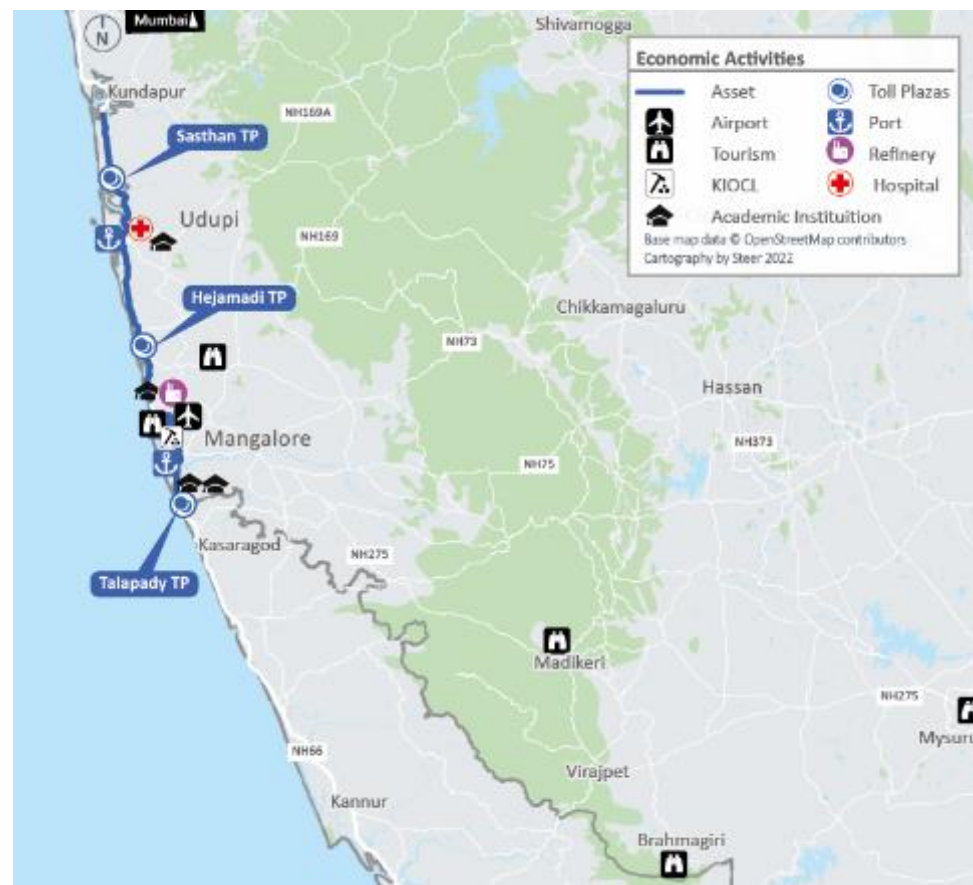 Mumbai
N
Shivamogga
Kundapur
NH169A
Sasthan TP
Udupi
NH169
Hejamadi TP
Chikkamagaluru
NH73
Hassan
Mangalore
NH373
NH75
Kasaragod
NH275
Talapady TP
Madikeri
NH275
Mysuru
NH66
Virajpet
Kannur
Brahmagiri
Economic Activities
Asset
Toll Plazas
Airport
Port
Tourism
Refinery
KIOCL
Hospital
Academic Instituition
Base map data © OpenStreetMap contributors
Cartography by Steer 2022